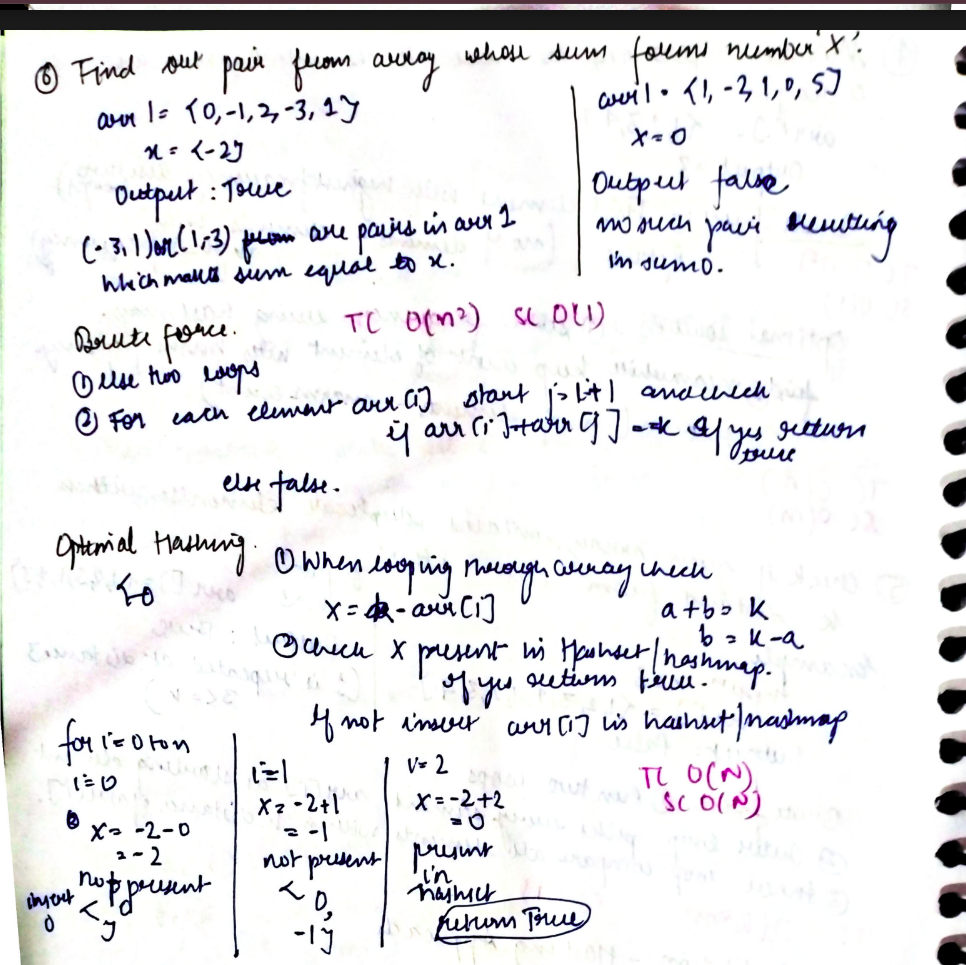 ⑥ Find out pair from array whose sum forms number 'X'.
arr 1 = {0,-1,2,-3,1}
x = {-2}
Output : True
(-3,1) or (1,-3) are pairs in arr 1
which makes sum equal to x.
arr 1 = {1,-2,1,0,5}
X=0
Output false
no such pair resulting
in sum 0.
Brute force. TC O(n²) SC O(1)
① Use two loops
② For each element arr[i] start j=i+1 and check
if arr[i]+arr[j]==x if yes return
true
else false.
Optimal Hashing.
① When looping through array check
X = k - arr[i] a+b=K
b = K-a
② Check X present in Hashset/hashmap.
if yes return true.
If not insert arr[i] is hashset/hashmap
TC O(N)
SC O(N)
for i=0 to n
i=0
X= -2-0
= -2
not present
insert
0
i=1
X= -2+1
= -1
not present
{ 0,
-1}
i= 2
X=-2+2
=0
present
in
hashset
return True